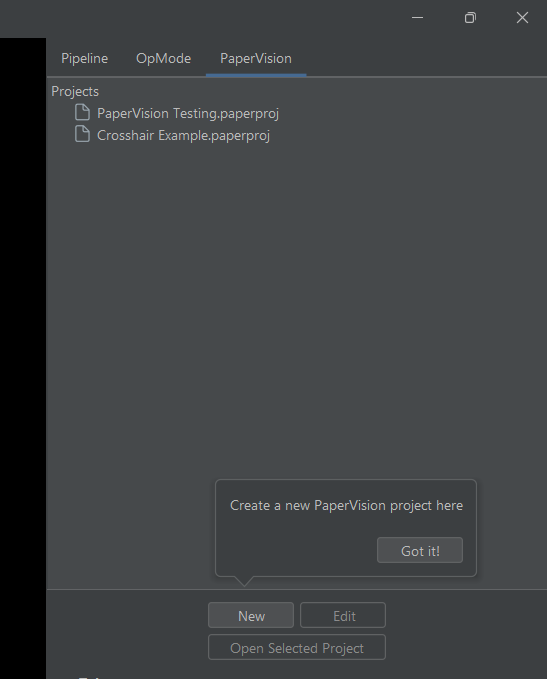 Pipeline OpMode PaperVision
Projects
PaperVision Testing.paperproj
Crosshair Example.paperproj
Create a new PaperVision project here
Got it!
New Edit
Open Selected Project